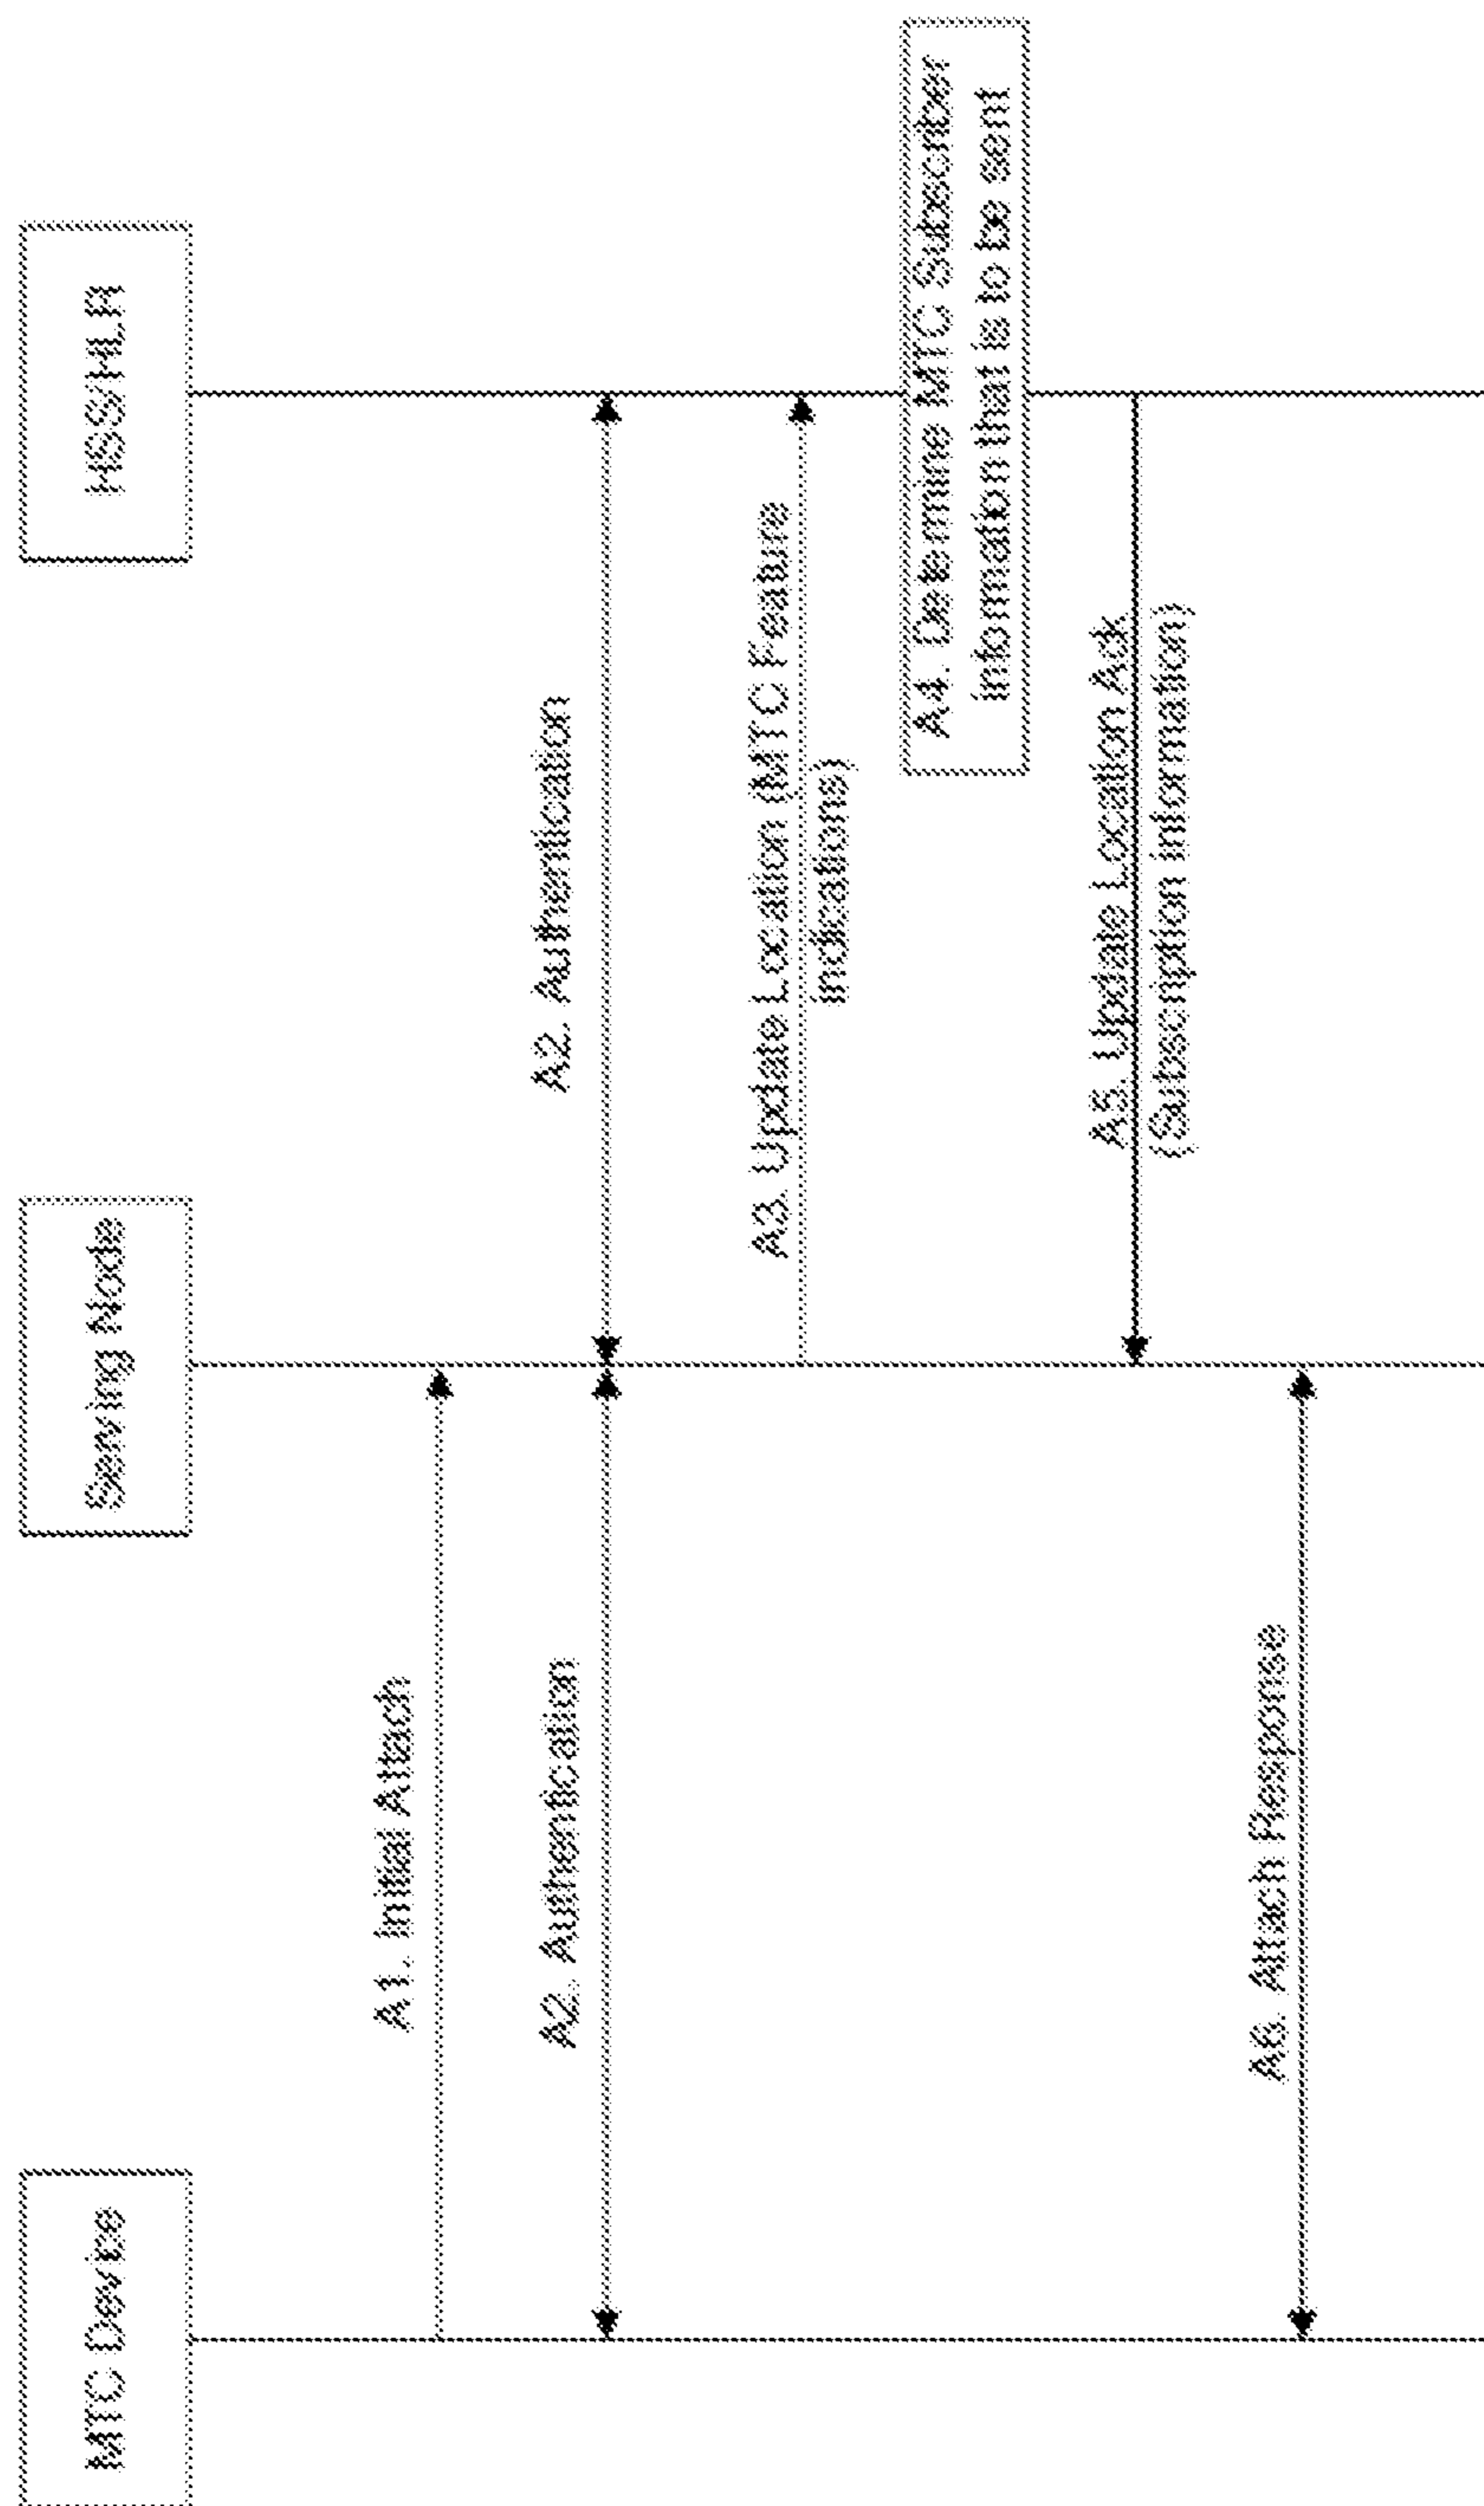 MTC Device
Serving Node
HSS/HLR
A1. Initial Attach
A2. Authentication
A2. Authentication
A3. Update Location (MTC Feature
indications)
A4. Determine MTC Subscriber
information that is to be sent
A5. Update Location Ack.
(Subscription information)
A6. Attach Response